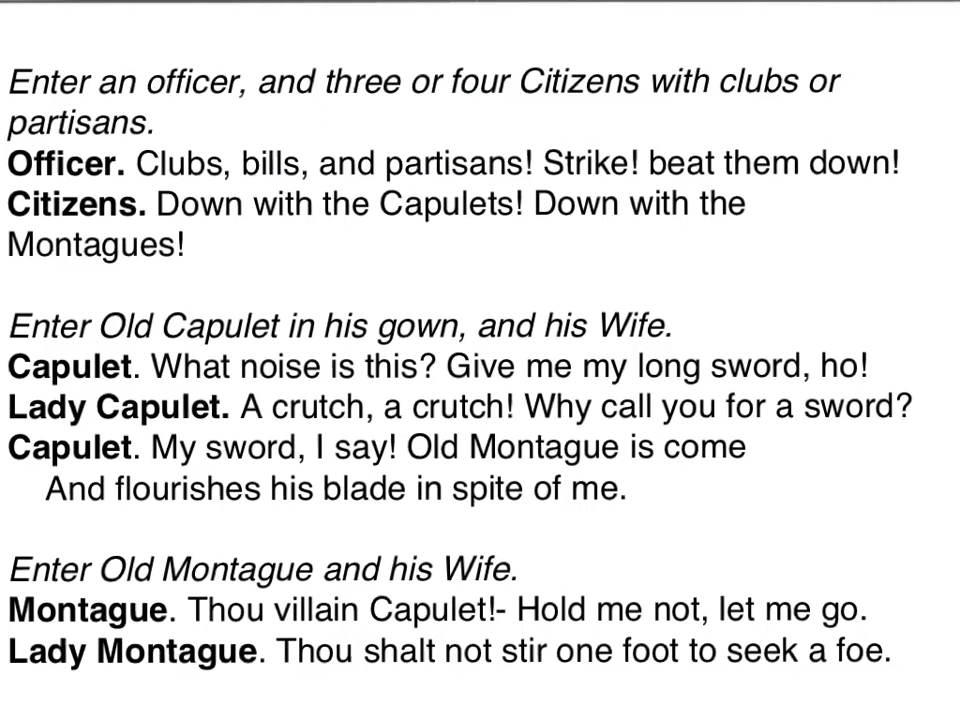 Enter an officer, and three or four Citizens with clubs or
partisans.
Officer. Clubs, bills, and partisans! Strike! beat them down!
Citizens. Down with the Capulets! Down with the
Montagues!
Enter Old Capulet in his gown, and his Wife.
Capulet. What noise is this? Give me my long sword, ho!
Lady Capulet. A crutch, a crutch! Why call you for a sword?
Capulet. My sword, I say! Old Montague is come
And flourishes his blade in spite of me.
Enter Old Montague and his Wife.
Montague. Thou villain Capulet!- Hold me not, let me go.
Lady Montague. Thou shalt not stir one foot to seek a foe.